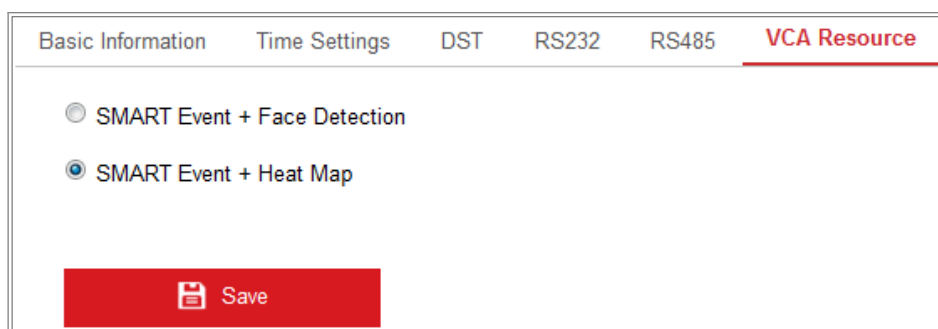 Basic Information Time Settings DST RS232 RS485 VCA Resource
SMART Event + Face Detection
SMART Event + Heat Map
Save